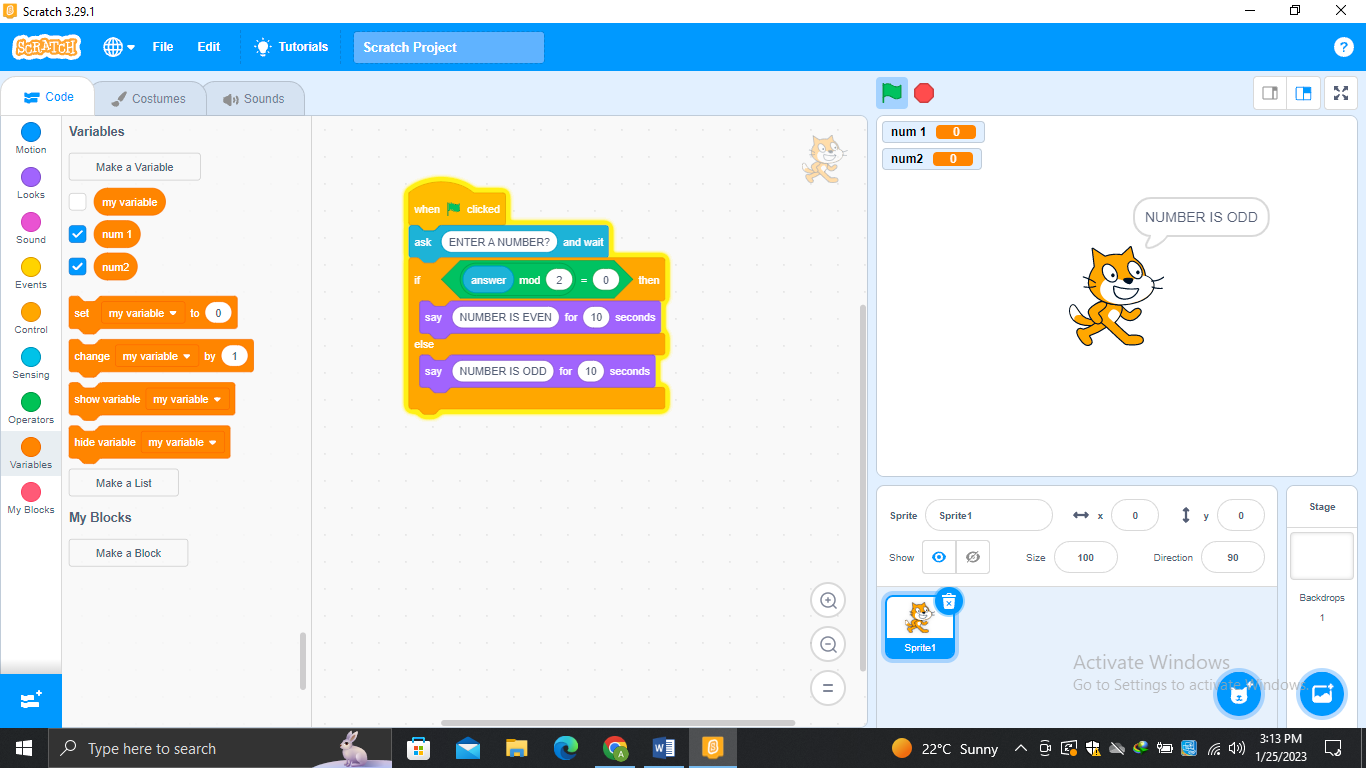 Scratch 3.29.1
SCRATCH File Edit Tutorials Scratch Project ?
Code Costumes Sounds
Motion
Looks
Sound
Events
Control
Sensing
Operators
Variables
My Blocks
Variables
Make a Variable
my variable
num 1
num2
set my variable to 0
change my variable by 1
show variable my variable
hide variable my variable
Make a List
My Blocks
Make a Block
when clicked
ask ENTER A NUMBER? and wait
if answer mod 2 = 0 then
say NUMBER IS EVEN for 10 seconds
else
say NUMBER IS ODD for 10 seconds
num 1 0
num2 0
NUMBER IS ODD
Sprite Sprite1 x 0 y 0
Show Size 100 Direction 90
Sprite1
Stage
Backdrops
1
Activate Windows
Go to Settings to activate Windows.
Type here to search
22°C Sunny
3:13 PM
1/25/2023